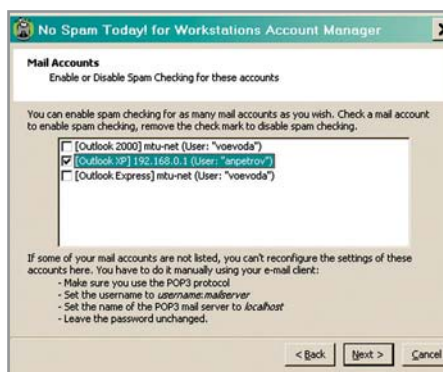 No Spam Today! for Workstations Account Manager
Mail Accounts
Enable or Disable Spam Checking for these accounts
You can enable spam checking for as many mail accounts as you wish. Check a mail account
to enable spam checking, remove the check mark to disable spam checking.
[Outlook 2000] mtu-net (User: "voevoda")
[Outlook XP] 192.168.0.1 (User: "anpetrov")
[Outlook Express] mtu-net (User: "voevoda")
If some of your mail accounts are not listed, you can't reconfigure the settings of these
accounts here. You have to do it manually using your e-mail client:
- Make sure you use the POP3 protocol
- Set the username to username:mailserver
- Set the name of the POP3 mail server to localhost
- Leave the password unchanged.
< Back Next > Cancel